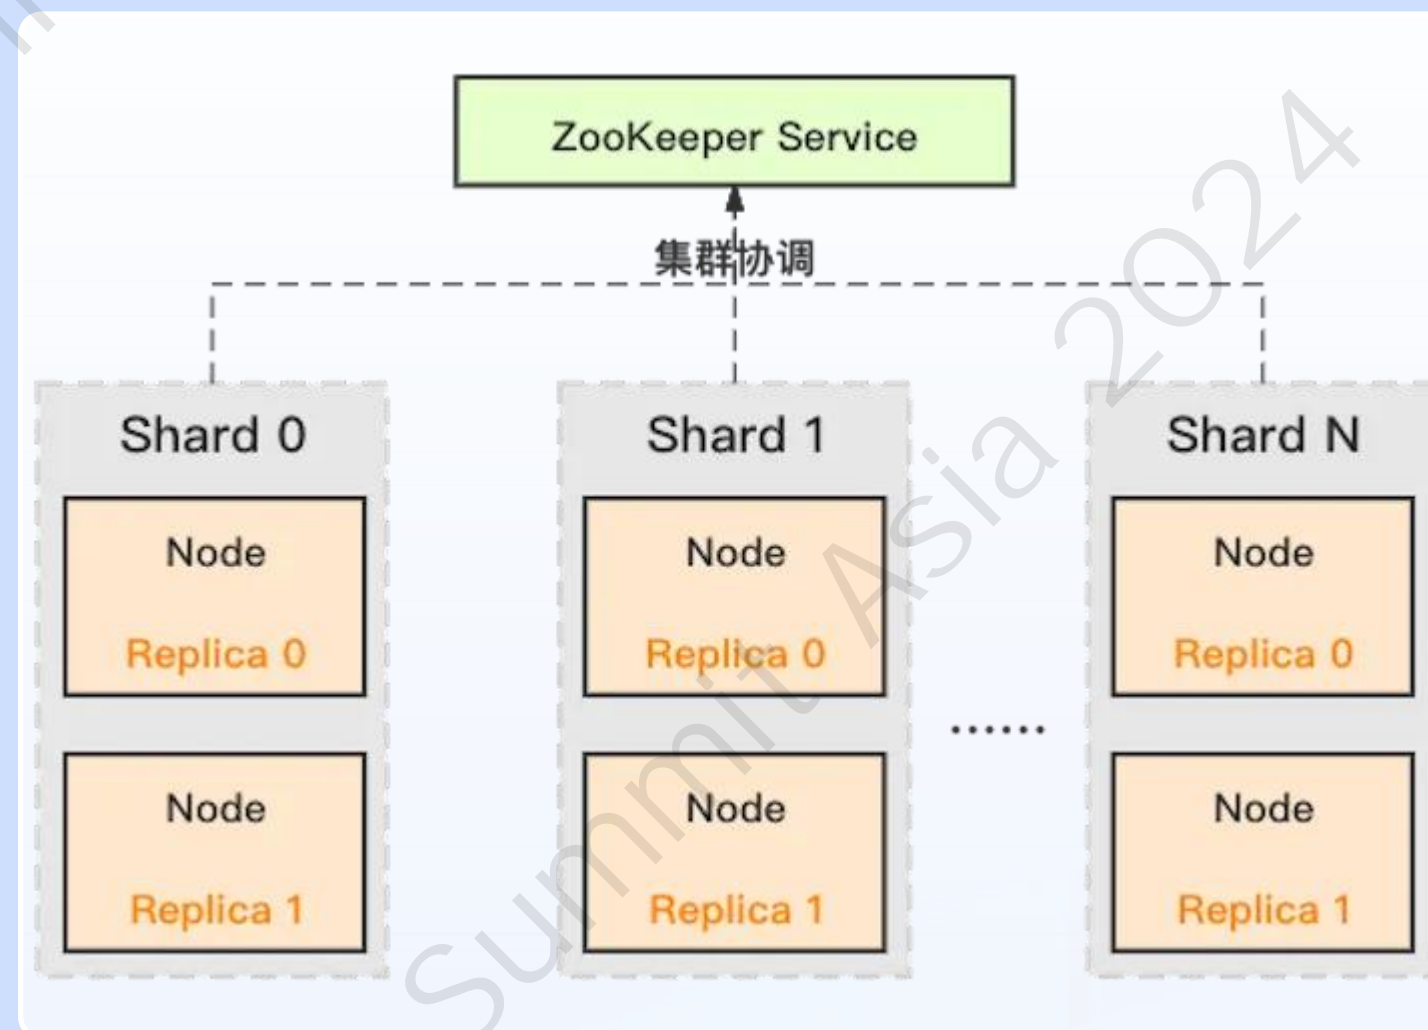 ZooKeeper Service
集群协调
Shard 0
Shard 1
Shard N
Node
Node
Node
Replica 0
Replica 0
Replica 0
......
Node
Node
Node
Replica 1
Replica 1
Replica 1
Summit Asia 2024